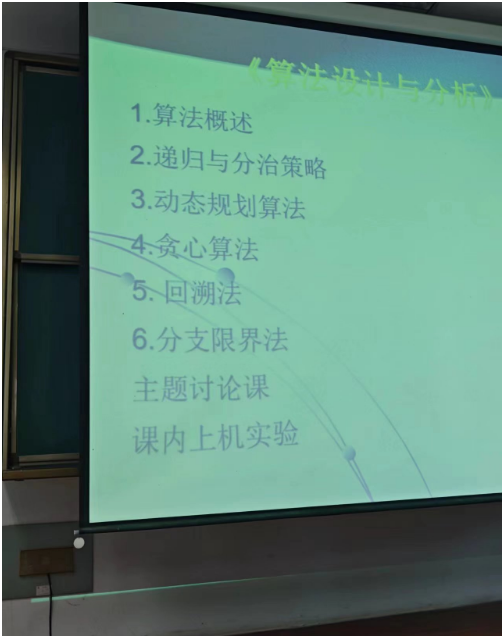 《算法设计与分析》
1.算法概述
2.递归与分治策略
3.动态规划算法
4.贪心算法
5. 回溯法
6.分支限界法
主题讨论课
课内上机实验